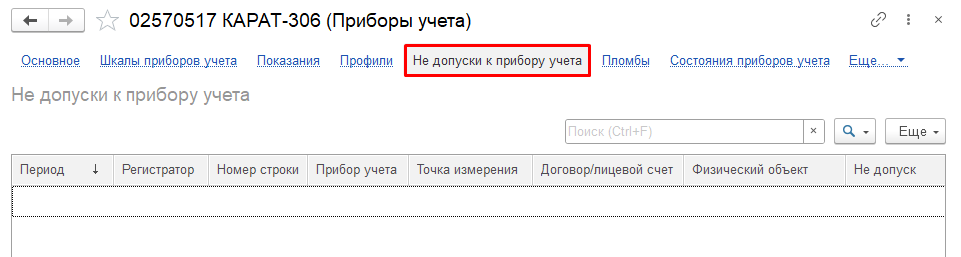 02570517 КАРАТ-306 (Приборы учета)
Основное Шкалы приборов учета Показания Профили Не допуски к прибору учета Пломбы Состояния приборов учета Еще...
Не допуски к прибору учета
Поиск (Ctrl+F) × Еще
Период ↓ Регистратор Номер строки Прибор учета Точка измерения Договор/лицевой счет Физический объект Не допуск